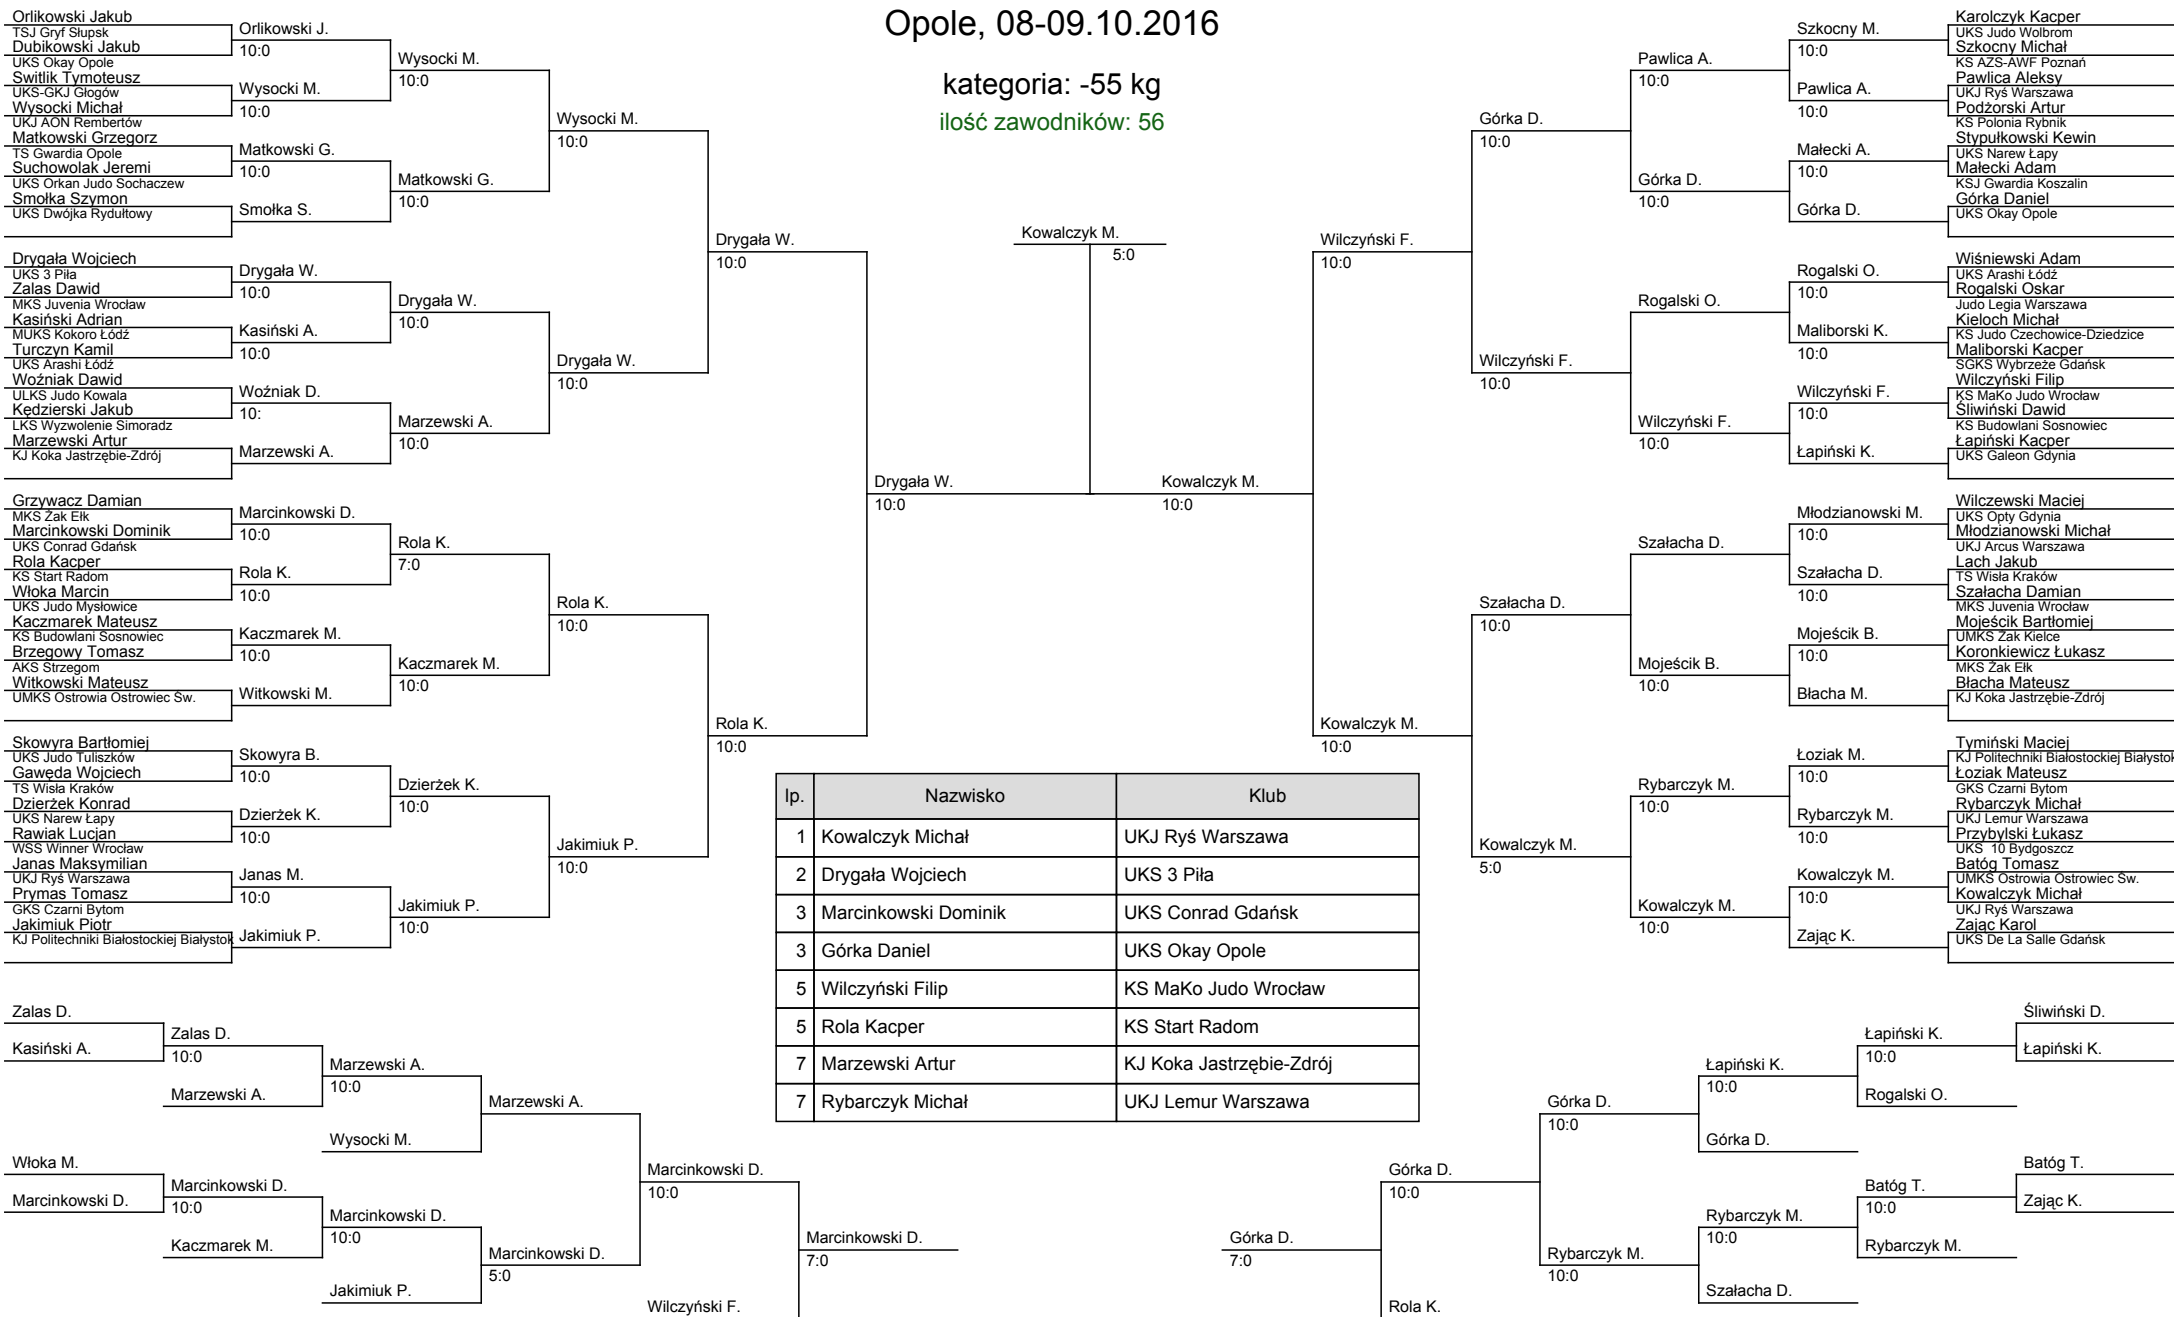 Opole, 08-09.10.2016
kategoria: -55 kg
ilość zawodników: 56
Orlikowski Jakub
TSJ Gryf Słupsk
Dubikowski Jakub
UKS Okay Opole
Switlik Tymoteusz
UKS-GKJ Głogów
Wysocki Michał
UKJ AON Rembertów
Matkowski Grzegorz
TS Gwardia Opole
Suchowolak Jeremi
UKS Orkan Judo Sochaczew
Smołka Szymon
UKS Dwójka Rydułtowy
Drygała Wojciech
UKS 3 Piła
Zalas Dawid
MKS Juvenia Wrocław
Kasiński Adrian
MUKS Kokoro Łódź
Turczyn Kamil
UKS Arashi Łódź
Woźniak Dawid
ULKS Judo Kowala
Kędzierski Jakub
LKS Wyzwolenie Simoradz
Marzewski Artur
KJ Koka Jastrzębie-Zdrój
Grzywacz Damian
MKS Żak Ełk
Marcinkowski Dominik
UKS Conrad Gdańsk
Rola Kacper
KS Start Radom
Włoka Marcin
UKS Judo Mysłowice
Kaczmarek Mateusz
KS Budowlani Sosnowiec
Brzegowy Tomasz
AKS Strzegom
Witkowski Mateusz
UMKS Ostrowia Ostrowiec Św.
Skowyra Bartłomiej
UKS Judo Tuliszków
Gawęda Wojciech
TS Wisła Kraków
Dzierżek Konrad
UKS Narew Łapy
Rawiak Lucjan
WSS Winner Wrocław
Janas Maksymilian
UKJ Ryś Warszawa
Prymas Tomasz
GKS Czarni Bytom
Jakimiuk Piotr
KJ Politechniki Białostockiej Białystok
Orlikowski J.
10:0
Wysocki M.
10:0
Matkowski G.
10:0
Smołka S.
Drygała W.
10:0
Kasiński A.
10:0
Woźniak D.
10:
Marzewski A.
Marcinkowski D.
10:0
Rola K.
10:0
Kaczmarek M.
10:0
Witkowski M.
Skowyra B.
10:0
Dzierżek K.
10:0
Janas M.
10:0
Jakimiuk P.
Wysocki M.
10:0
Matkowski G.
10:0
Drygała W.
10:0
Marzewski A.
10:0
Rola K.
7:0
Kaczmarek M.
10:0
Dzierżek K.
10:0
Jakimiuk P.
10:0
Wysocki M.
10:0
Drygała W.
10:0
Rola K.
10:0
Jakimiuk P.
10:0
Drygała W.
10:0
Rola K.
10:0
Drygała W.
10:0
Kowalczyk M.
5:0
Kowalczyk M.
10:0
Wilczyński F.
10:0
Kowalczyk M.
10:0
Górka D.
10:0
Wilczyński F.
10:0
Szałacha D.
10:0
Kowalczyk M.
5:0
Pawlica A.
10:0
Górka D.
10:0
Rogalski O.
Wilczyński F.
10:0
Szałacha D.
Mojeścik B.
10:0
Rybarczyk M.
10:0
Kowalczyk M.
10:0
Szkocny M.
10:0
Pawlica A.
10:0
Małecki A.
10:0
Górka D.
Rogalski O.
10:0
Maliborski K.
10:0
Wilczyński F.
10:0
Łapiński K.
Młodzianowski M.
10:0
Szałacha D.
10:0
Mojeścik B.
10:0
Błacha M.
Łoziak M.
10:0
Rybarczyk M.
10:0
Kowalczyk M.
10:0
Zając K.
Karolczyk Kacper
UKS Judo Wolbrom
Szkocny Michał
KS AZS-AWF Poznań
Pawlica Aleksy
UKJ Ryś Warszawa
Podżorski Artur
KS Polonia Rybnik
Stypułkowski Kewin
UKS Narew Łapy
Małecki Adam
KSJ Gwardia Koszalin
Górka Daniel
UKS Okay Opole
Wiśniewski Adam
UKS Arashi Łódź
Rogalski Oskar
Judo Legia Warszawa
Kieloch Michał
KS Judo Czechowice-Dziedzice
Maliborski Kacper
SGKS Wybrzeże Gdańsk
Wilczyński Filip
KS MaKo Judo Wrocław
Śliwiński Dawid
KS Budowlani Sosnowiec
Łapiński Kacper
UKS Galeon Gdynia
Wilczewski Maciej
UKS Opty Gdynia
Młodzianowski Michał
UKJ Arcus Warszawa
Lach Jakub
TS Wisła Kraków
Szałacha Damian
MKS Juvenia Wrocław
Mojeścik Bartłomiej
UMKS Żak Kielce
Koronkiewicz Łukasz
MKS Żak Ełk
Błacha Mateusz
KJ Koka Jastrzębie-Zdrój
Tymiński Maciej
KJ Politechniki Białostockiej Białystok
Łoziak Mateusz
GKS Czarni Bytom
Rybarczyk Michał
UKJ Lemur Warszawa
Przybylski Łukasz
UKS 10 Bydgoszcz
Batóg Tomasz
UMKS Ostrowia Ostrowiec Św.
Kowalczyk Michał
UKJ Ryś Warszawa
Zając Karol
UKS De La Salle Gdańsk
lp. Nazwisko Klub
1 Kowalczyk Michał UKJ Ryś Warszawa
2 Drygała Wojciech UKS 3 Piła
3 Marcinkowski Dominik UKS Conrad Gdańsk
3 Górka Daniel UKS Okay Opole
5 Wilczyński Filip KS MaKo Judo Wrocław
5 Rola Kacper KS Start Radom
7 Marzewski Artur KJ Koka Jastrzębie-Zdrój
7 Rybarczyk Michał UKJ Lemur Warszawa
Zalas D.
Kasiński A.
Włoka M.
Marcinkowski D.
Zalas D.
10:0
Marzewski A.
Marcinkowski D.
10:0
Kaczmarek M.
Marzewski A.
10:0
Wysocki M.
Marcinkowski D.
10:0
Jakimiuk P.
Marzewski A.
Marcinkowski D.
5:0
Marcinkowski D.
10:0
Wilczyński F.
Marcinkowski D.
7:0
Górka D.
7:0
Górka D.
10:0
Rola K.
Górka D.
10:0
Rybarczyk M.
10:0
Łapiński K.
10:0
Górka D.
Rybarczyk M.
10:0
Szałacha D.
Łapiński K.
10:0
Rogalski O.
Batóg T.
10:0
Rybarczyk M.
Śliwiński D.
Łapiński K.
Batóg T.
Zając K.